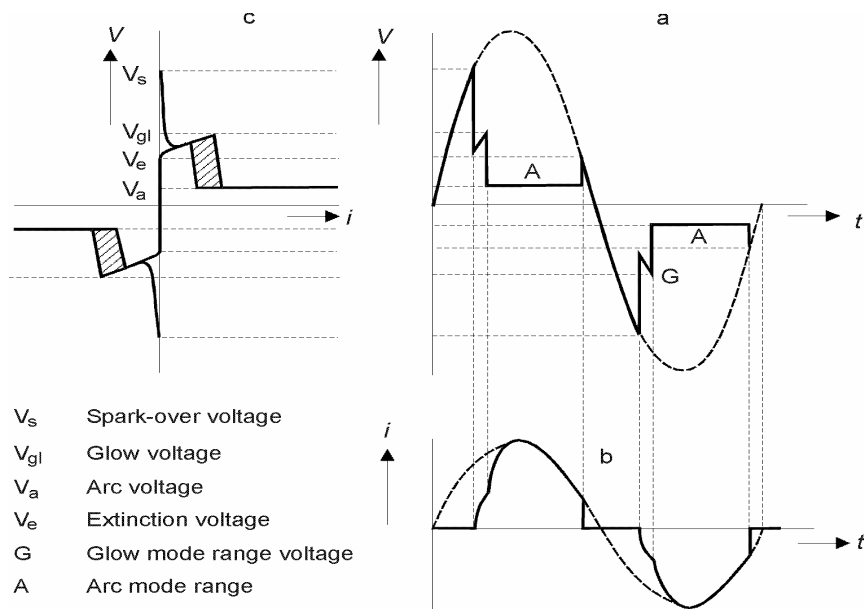 c
a
V
V
Vs
Vgl
Ve
Va
i
A
t
A
G
i
b
t
Vs Spark-over voltage
Vgl Glow voltage
Va Arc voltage
Ve Extinction voltage
G Glow mode range voltage
A Arc mode range